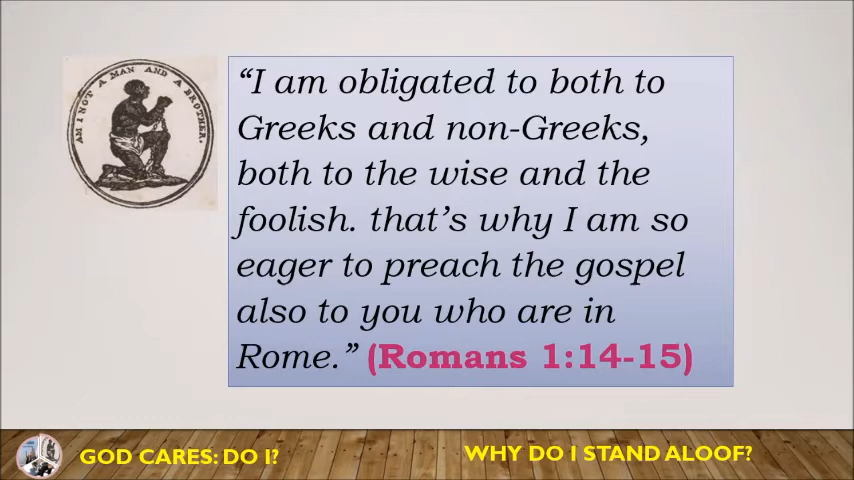 AM I NOT A MAN AND A BROTHER.
“I am obligated to both to
Greeks and non-Greeks,
both to the wise and the
foolish. that’s why I am so
eager to preach the gospel
also to you who are in
Rome.” (Romans 1:14-15)
GOD CARES: DO I?
WHY DO I STAND ALOOF?